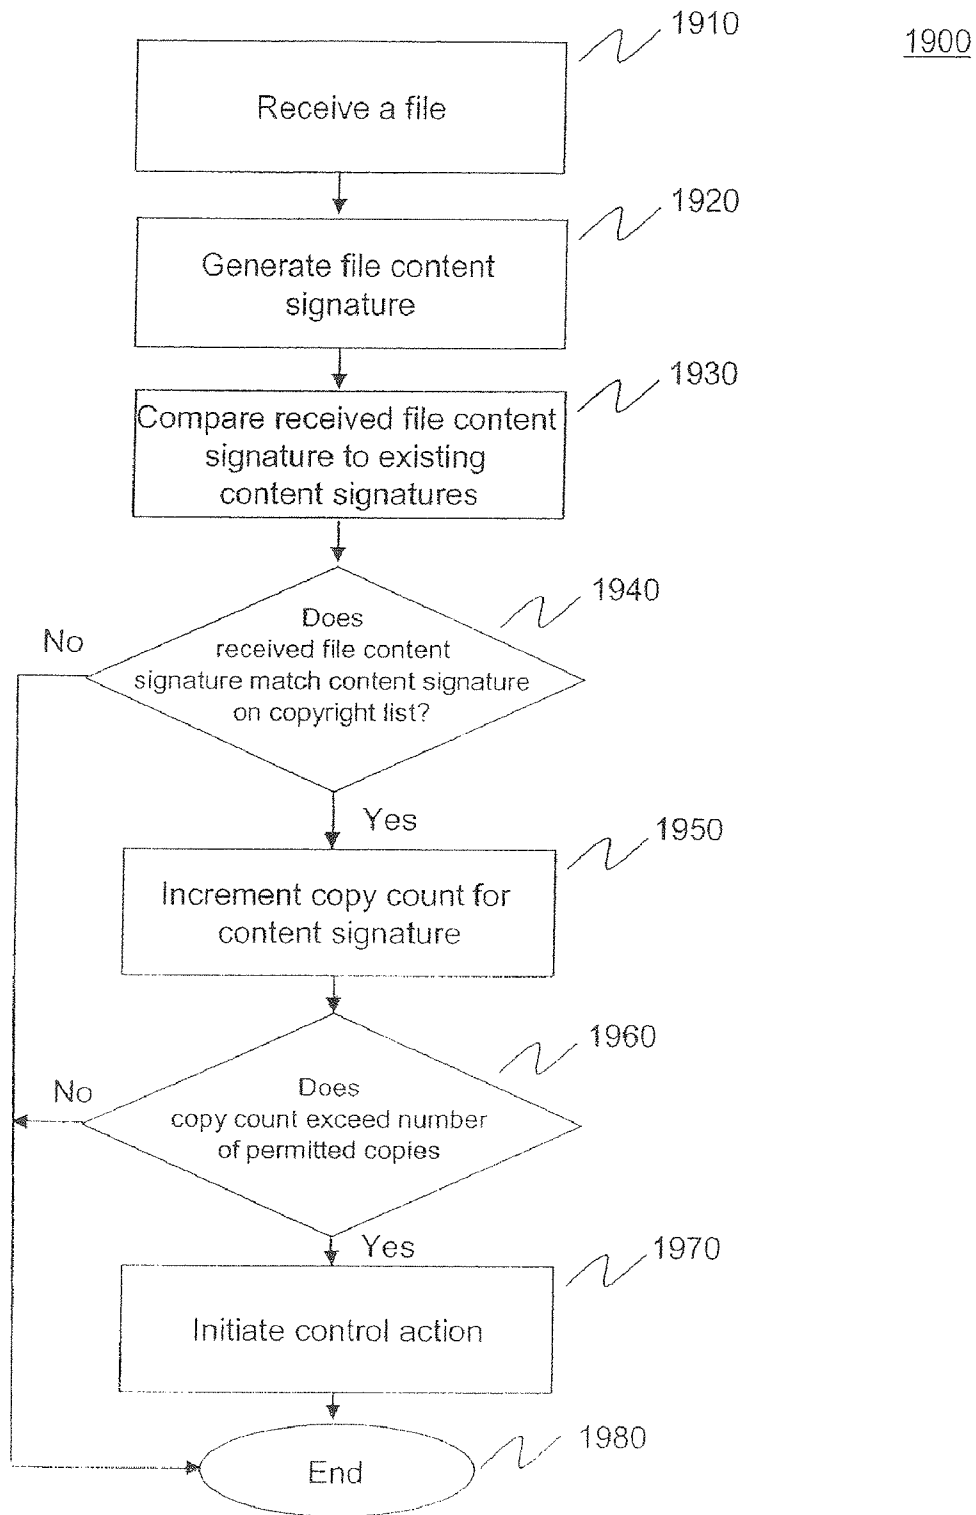 1910
1900
Receive a file
1920
Generate file content
signature
1930
Compare received file content
signature to existing
content signatures
1940
No
Does
received file content
signature match content signature
on copyright list?
Yes
1950
Increment copy count for
content signature
1960
No
Does
copy count exceed number
of permitted copies
Yes
1970
Initiate control action
1980
End